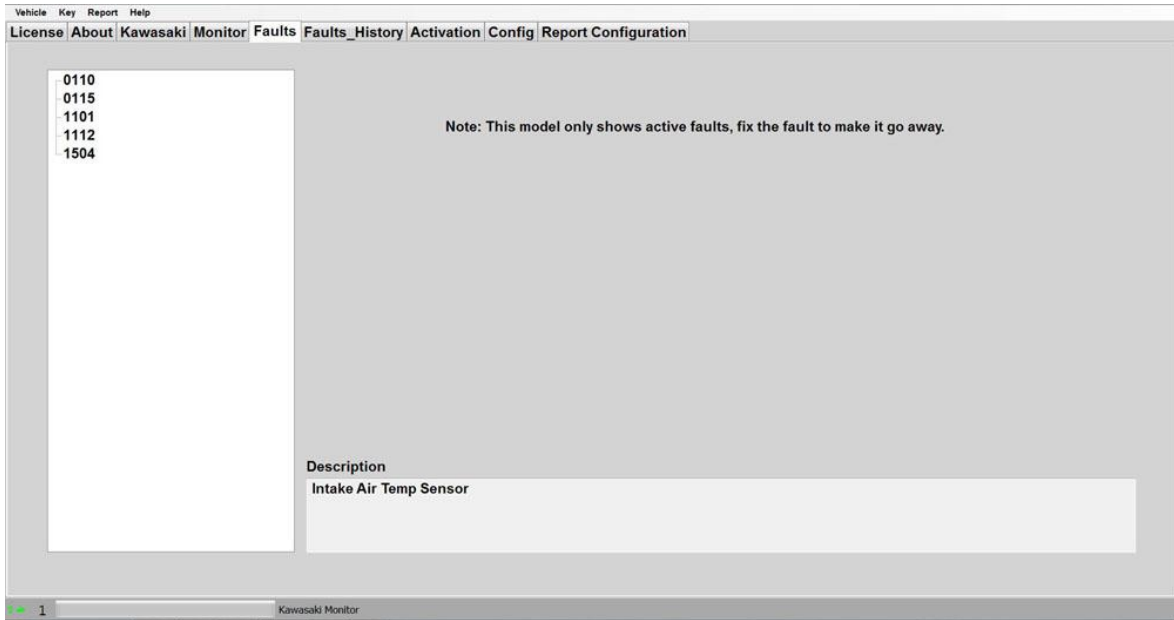 Vehicle Key Report Help
License About Kawasaki Monitor Faults Faults_History Activation Config Report Configuration
0110
0115
1101
1112
1504
Note: This model only shows active faults, fix the fault to make it go away.
Description
Intake Air Temp Sensor
1
Kawasaki Monitor